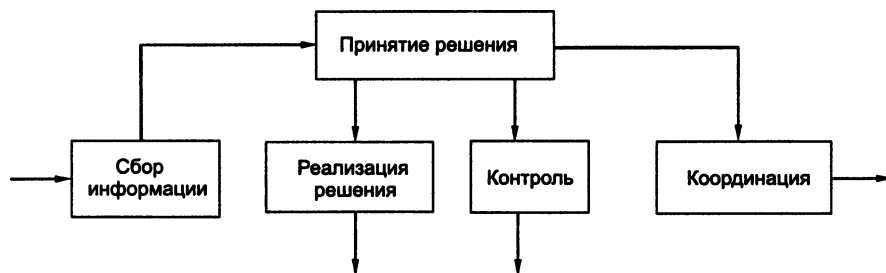 Принятие решения
Сбор
информации
Реализация
решения
Контроль
Координация